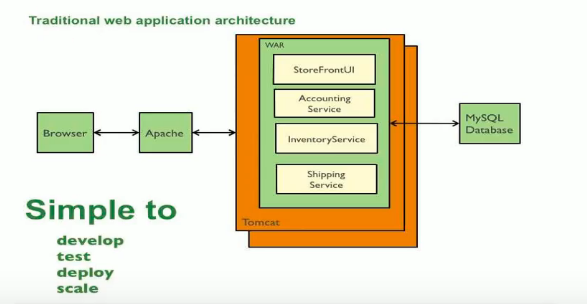 Traditional web application architecture
WAR
StoreFrontUI
Accounting
Service
InventoryService
Shipping
Service
Browser
Apache
MySQL
Database
Tomcat
Simple to
develop
test
deploy
scale